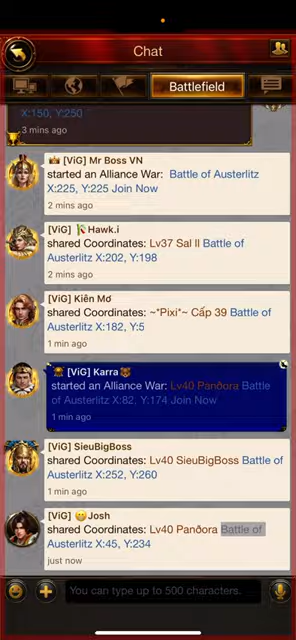 Chat
Battlefield
X:150, Y:250
3 mins ago
[ViG] Mr Boss VN
started an Alliance War: Battle of Austerlitz
X:225, Y:225 Join Now
2 mins ago
[ViG] Hawk.i
shared Coordinates: Lv37 Sal ll Battle of
Austerlitz X:202, Y:198
2 mins ago
[ViG] Kiên Mơ
shared Coordinates: ~*Pixi*~ Cấp 39 Battle of
Austerlitz X:182, Y:5
1 min ago
[ViG] Karra
started an Alliance War: Lv40 Panðora Battle
of Austerlitz X:82, Y:174 Join Now
1 min ago
[ViG] SieuBigBoss
shared Coordinates: Lv40 SieuBigBoss Battle of
Austerlitz X:252, Y:260
1 min ago
[ViG] Josh
shared Coordinates: Lv40 Panðora Battle of
Austerlitz X:45, Y:234
just now
You can type up to 500 characters.